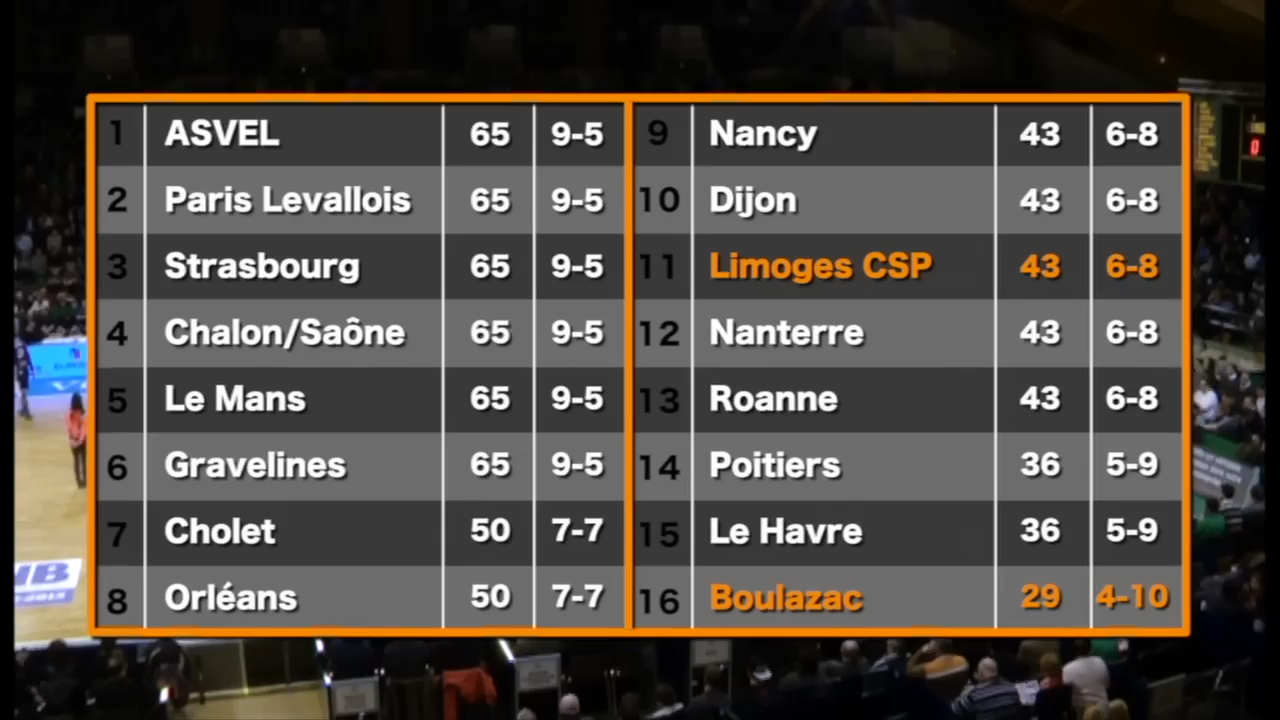 1 ASVEL 65 9-5
2 Paris Levallois 65 9-5
3 Strasbourg 65 9-5
4 Chalon/Saône 65 9-5
5 Le Mans 65 9-5
6 Gravelines 65 9-5
7 Cholet 50 7-7
8 Orléans 50 7-7
9 Nancy 43 6-8
10 Dijon 43 6-8
11 Limoges CSP 43 6-8
12 Nanterre 43 6-8
13 Roanne 43 6-8
14 Poitiers 36 5-9
15 Le Havre 36 5-9
16 Boulazac 29 4-10